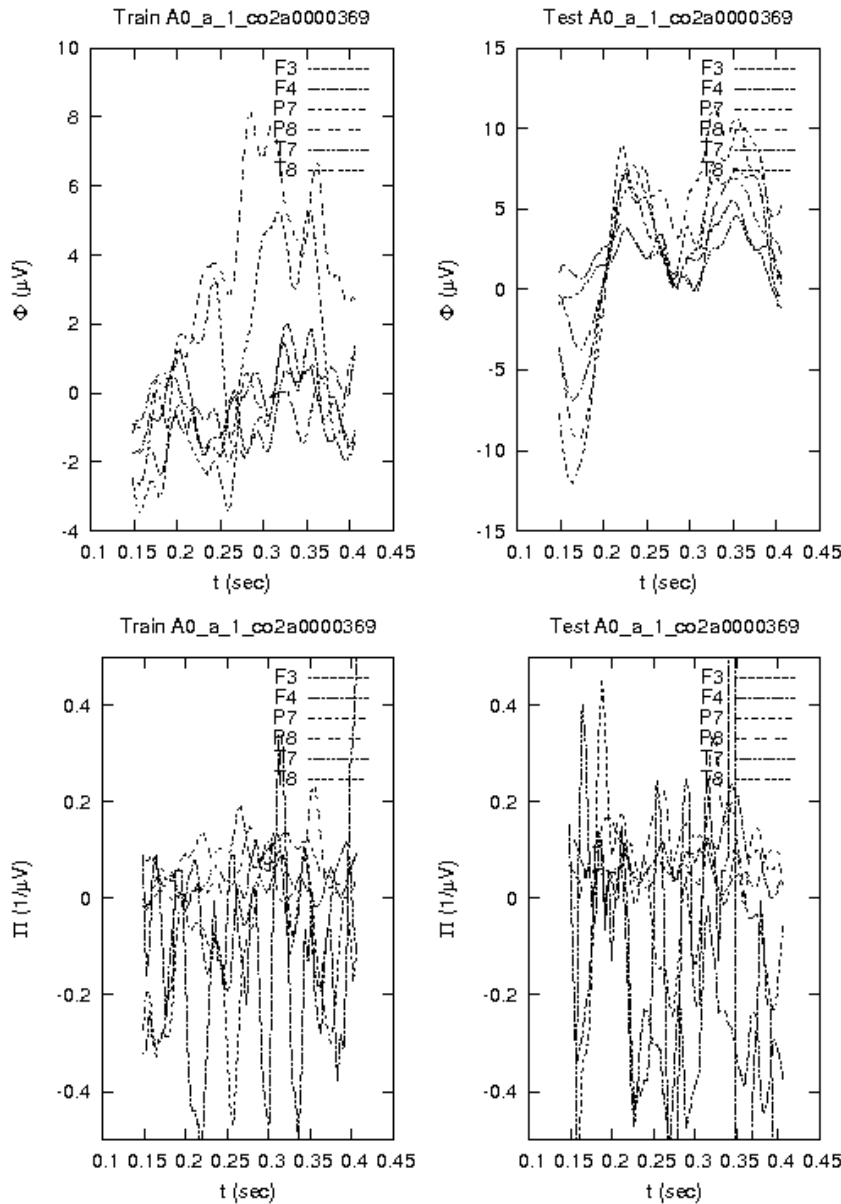 Train A0_a_1_co2a0000369
Test A0_a_1_co2a0000369
10
8
6
4
2
0
-2
-4
Φ (μV)
F3
F4
P7
P8
T7
T8
0.1 0.15 0.2 0.25 0.3 0.35 0.4 0.45
t (sec)
15
10
5
0
-5
-10
-15
Φ (μV)
F3
F4
P7
P8
T7
T8
0.1 0.15 0.2 0.25 0.3 0.35 0.4 0.45
t (sec)
Train A0_a_1_co2a0000369
Test A0_a_1_co2a0000369
0.4
0.2
0
-0.2
-0.4
Π (1/μV)
F3
F4
P7
P8
T7
T8
0.1 0.15 0.2 0.25 0.3 0.35 0.4 0.45
t (sec)
0.4
0.2
0
-0.2
-0.4
Π (1/μV)
F3
F4
P7
P8
T7
T8
0.1 0.15 0.2 0.25 0.3 0.35 0.4 0.45
t (sec)